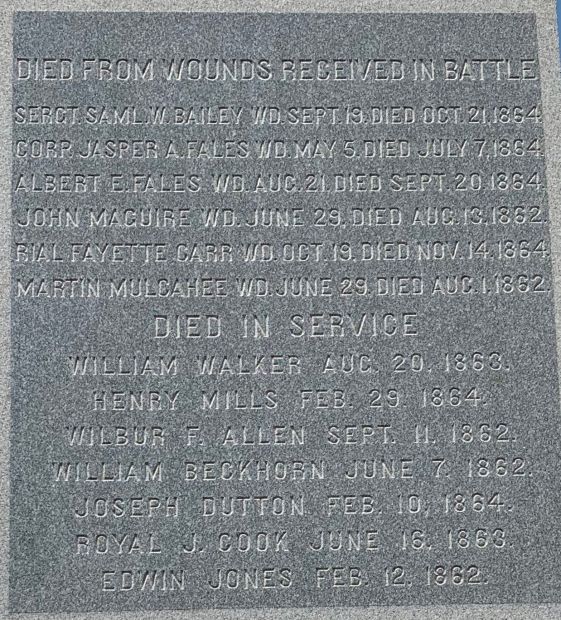 DIED FROM WOUNDS RECEIVED IN BATTLE
SERGT. SAML. W. BAILEY WD. SEPT. 19, DIED OCT. 21, 1864.
CORP. JASPER A. FALES WD. MAY 5, DIED JULY 7, 1864.
ALBERT E. FALES WD. AUG. 21, DIED SEPT. 20 1864.
JOHN MAGUIRE WD. JUNE 29, DIED AUG. 13, 1862.
RIAL FAYETTE CARR WD. OCT. 19, DIED NOV. 14, 1864.
MARTIN MULCAHEE WD. JUNE 29, DIED AUG. 1, 1862.
DIED IN SERVICE
WILLIAM WALKER AUG. 20, 1863.
HENRY MILLS FEB. 29, 1864.
WILBUR F. ALLEN SEPT. 11, 1862.
WILLIAM BECKHORN JUNE 7, 1862.
JOSEPH DUTTON FEB. 10, 1864.
ROYAL J. COOK JUNE 16, 1863.
EDWIN JONES FEB. 12, 1862.